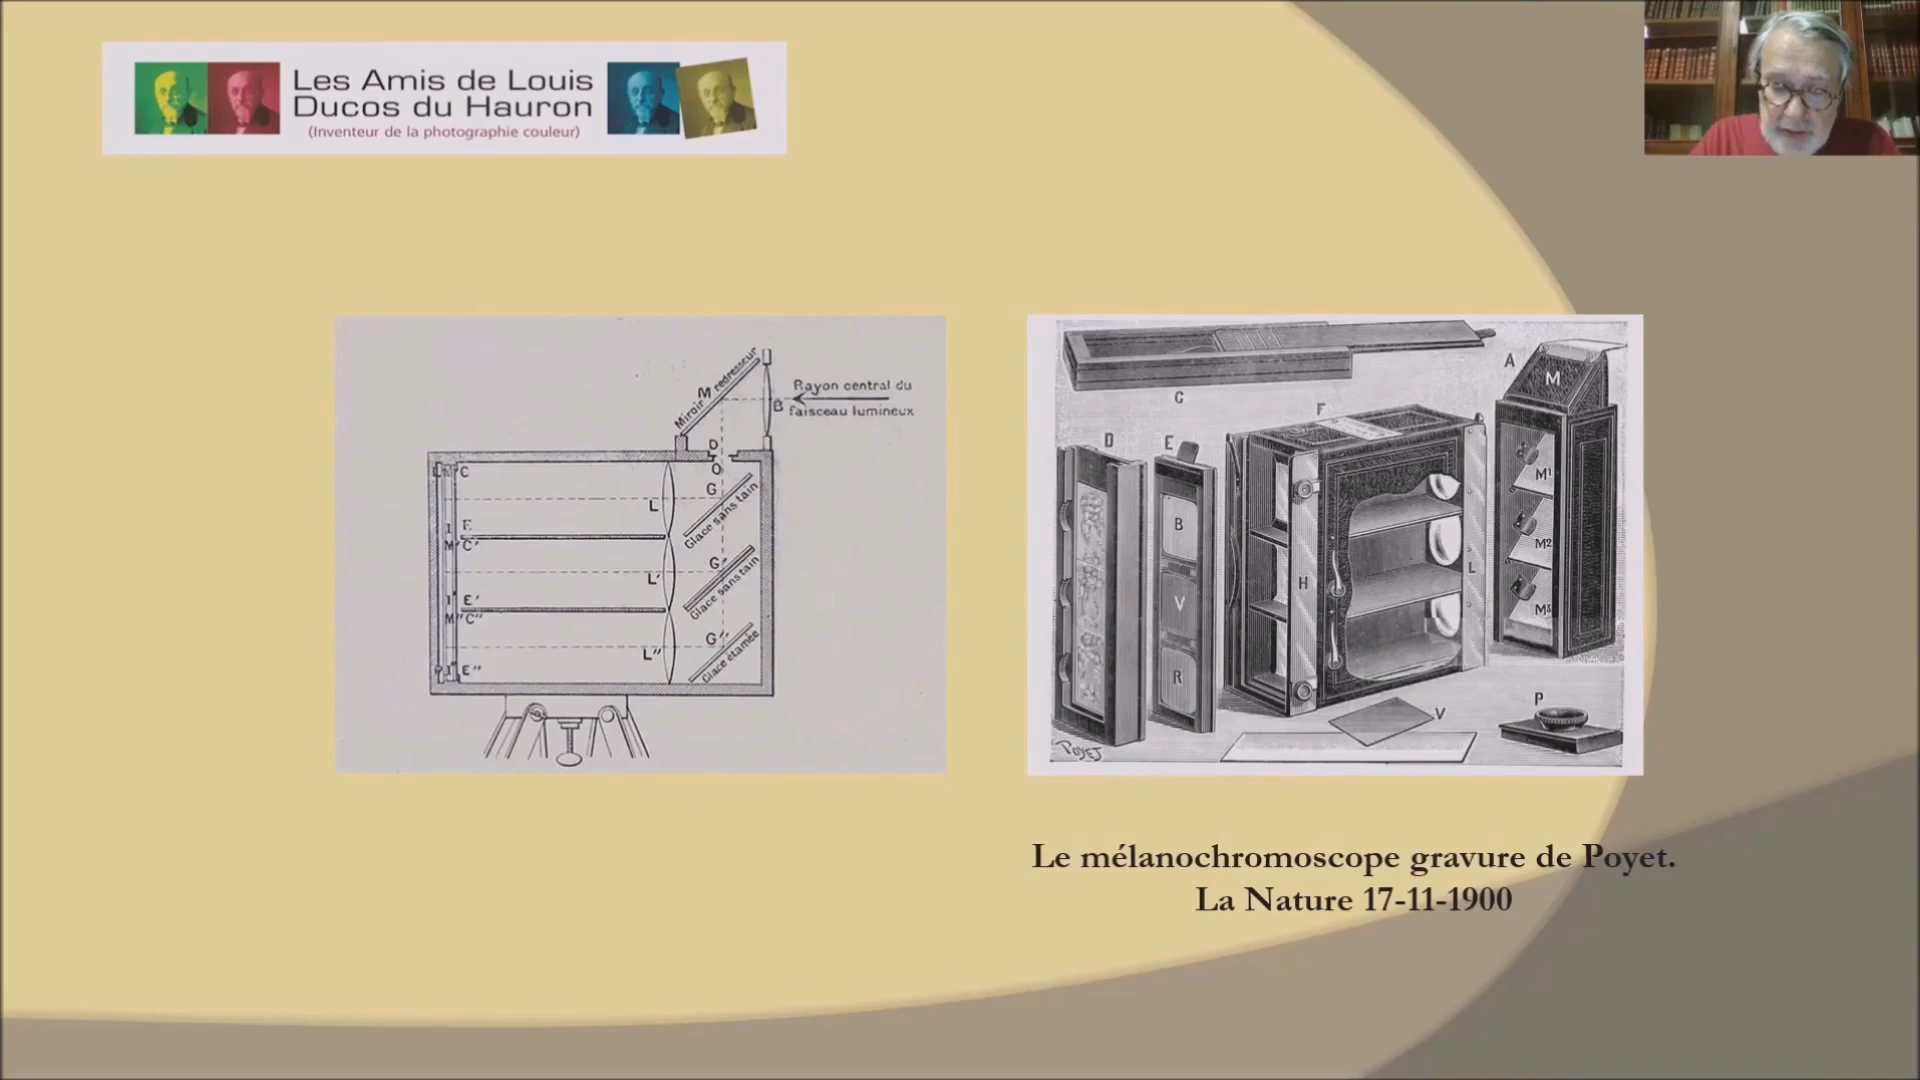 Les Amis de Louis
Ducos du Hauron
(Inventeur de la photographie couleur)
Miroir M redresseur
B
Rayon central du
faisceau lumineux
D
O
C
G
L
Glace sans tain
E
M' C'
G'
L'
Glace sans tain
E'
M" C"
G"
L"
Glace étamée
E"
C
A
M
F
D
E
B
V
R
H
L
M1
M2
M3
V
P
POYET
Le mélanochromoscope gravure de Poyet.
La Nature 17-11-1900